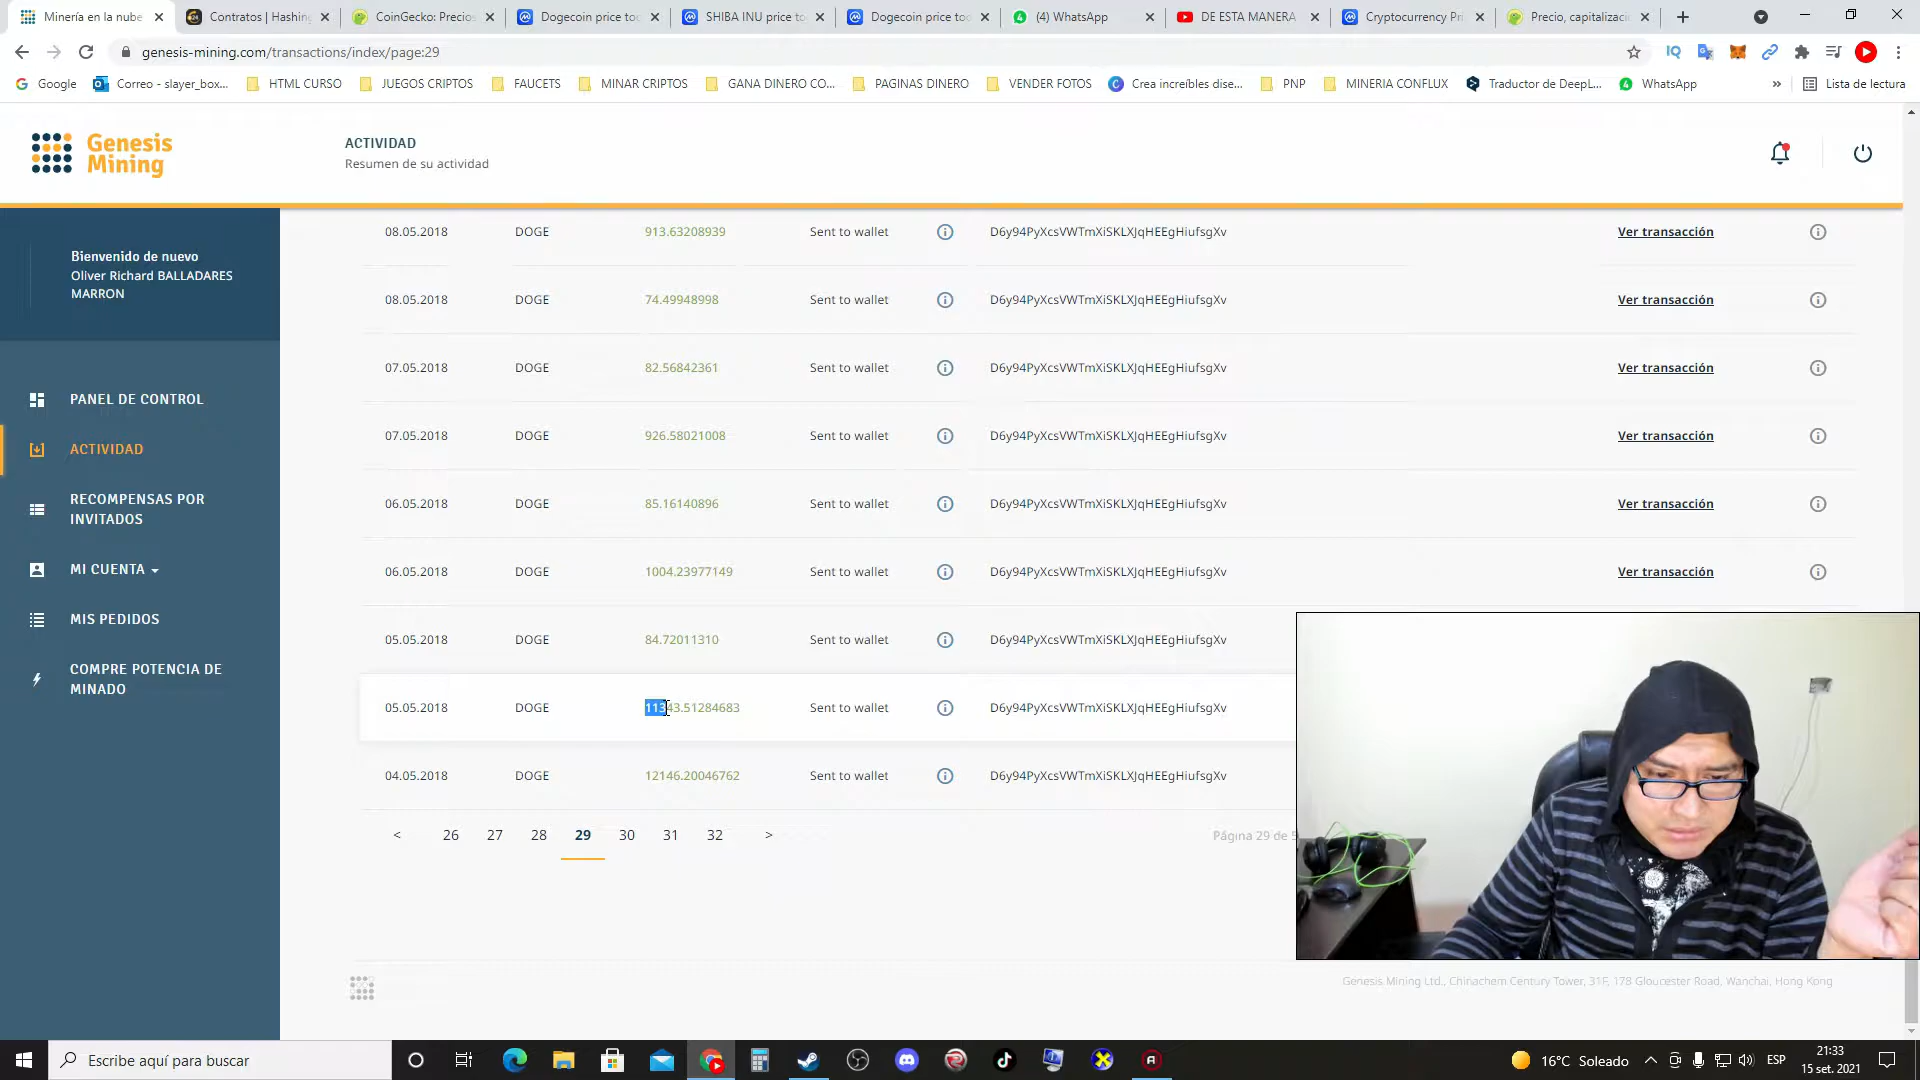 Minería en la nube
Contratos | Hashing
CoinGecko: Precios
Dogecoin price tod
SHIBA INU price to
Dogecoin price tod
(4) WhatsApp
DE ESTA MANERA
Cryptocurrency Pri
Precio, capitalizaci
genesis-mining.com/transactions/index/page:29
Google
Correo - slayer_box...
HTML CURSO
JUEGOS CRIPTOS
FAUCETS
MINAR CRIPTOS
GANA DINERO CO...
PAGINAS DINERO
VENDER FOTOS
Crea increíbles dise...
PNP
MINERIA CONFLUX
Traductor de DeepL...
WhatsApp
»
Lista de lectura
Genesis
Mining
ACTIVIDAD
Resumen de su actividad
Bienvenido de nuevo
Oliver Richard BALLADARES
MARRON
PANEL DE CONTROL
ACTIVIDAD
RECOMPENSAS POR
INVITADOS
MI CUENTA
MIS PEDIDOS
COMPRE POTENCIA DE
MINADO
08.05.2018 DOGE 913.63208939 Sent to wallet D6y94PyXcsVWTmXiSKLXJqHEEgHiufsgXv Ver transacción
08.05.2018 DOGE 74.49948998 Sent to wallet D6y94PyXcsVWTmXiSKLXJqHEEgHiufsgXv Ver transacción
07.05.2018 DOGE 82.56842361 Sent to wallet D6y94PyXcsVWTmXiSKLXJqHEEgHiufsgXv Ver transacción
07.05.2018 DOGE 926.58021008 Sent to wallet D6y94PyXcsVWTmXiSKLXJqHEEgHiufsgXv Ver transacción
06.05.2018 DOGE 85.16140896 Sent to wallet D6y94PyXcsVWTmXiSKLXJqHEEgHiufsgXv Ver transacción
06.05.2018 DOGE 1004.23977149 Sent to wallet D6y94PyXcsVWTmXiSKLXJqHEEgHiufsgXv Ver transacción
05.05.2018 DOGE 84.72011310 Sent to wallet D6y94PyXcsVWTmXiSKLXJqHEEgHiufsgXv
05.05.2018 DOGE 11343.51284683 Sent to wallet D6y94PyXcsVWTmXiSKLXJqHEEgHiufsgXv
04.05.2018 DOGE 12146.20046762 Sent to wallet D6y94PyXcsVWTmXiSKLXJqHEEgHiufsgXv
< 26 27 28 29 30 31 32 >
Página 29 de
Genesis Mining Ltd., Chinachem Century Tower, 31F, 178 Gloucester Road, Wanchai, Hong Kong
Escribe aquí para buscar
16°C Soleado
ESP
21:33
15 set. 2021